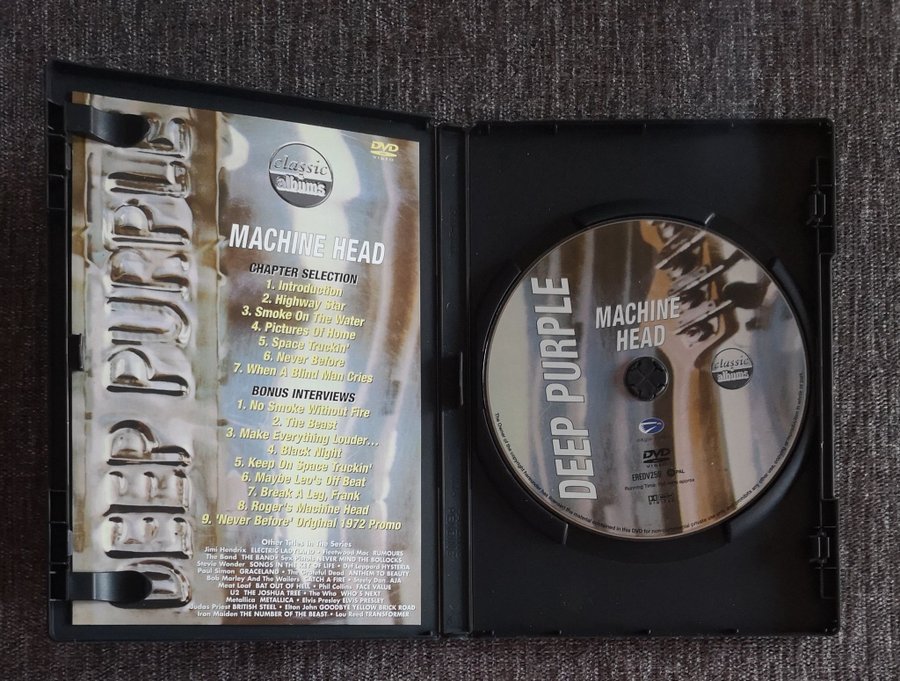 DEEP PURPLE
classic
albums
DVD
VIDEO
MACHINE HEAD
CHAPTER SELECTION
1. Introduction
2. Highway Star
3. Smoke On The Water
4. Pictures Of Home
5. Space Truckin'
6. Never Before
7. When A Blind Man Cries
BONUS INTERVIEWS
1. No Smoke Without Fire
2. The Beast
3. Make Everything Louder...
4. Black Night
5. Keep On Space Truckin'
6. Maybe Leo's Off Beat
7. Break A Leg, Frank
8. Roger's Machine Head
9. 'Never Before' Original 1972 Promo
Other Titles In The Series
Jimi Hendrix ELECTRIC LADYLAND • Fleetwood Mac RUMOURS
The Band THE BAND • Sex Pistols NEVER MIND THE BOLLOCKS
Stevie Wonder SONGS IN THE KEY OF LIFE • Def Leppard HYSTERIA
Paul Simon GRACELAND • The Grateful Dead ANTHEM TO BEAUTY
Bob Marley And The Wailers CATCH A FIRE • Steely Dan AJA
Meat Loaf BAT OUT OF HELL • Phil Collins FACE VALUE
U2 THE JOSHUA TREE • The Who WHO'S NEXT
Metallica METALLICA • Elvis Presley ELVIS PRESLEY
Judas Priest BRITISH STEEL • Elton John GOODBYE YELLOW BRICK ROAD
Iron Maiden THE NUMBER OF THE BEAST • Lou Reed TRANSFORMER
DEEP PURPLE
MACHINE
HEAD
classic
albums
eagle
DVD
VIDEO
EREDV259 PAL
Running Time: approx